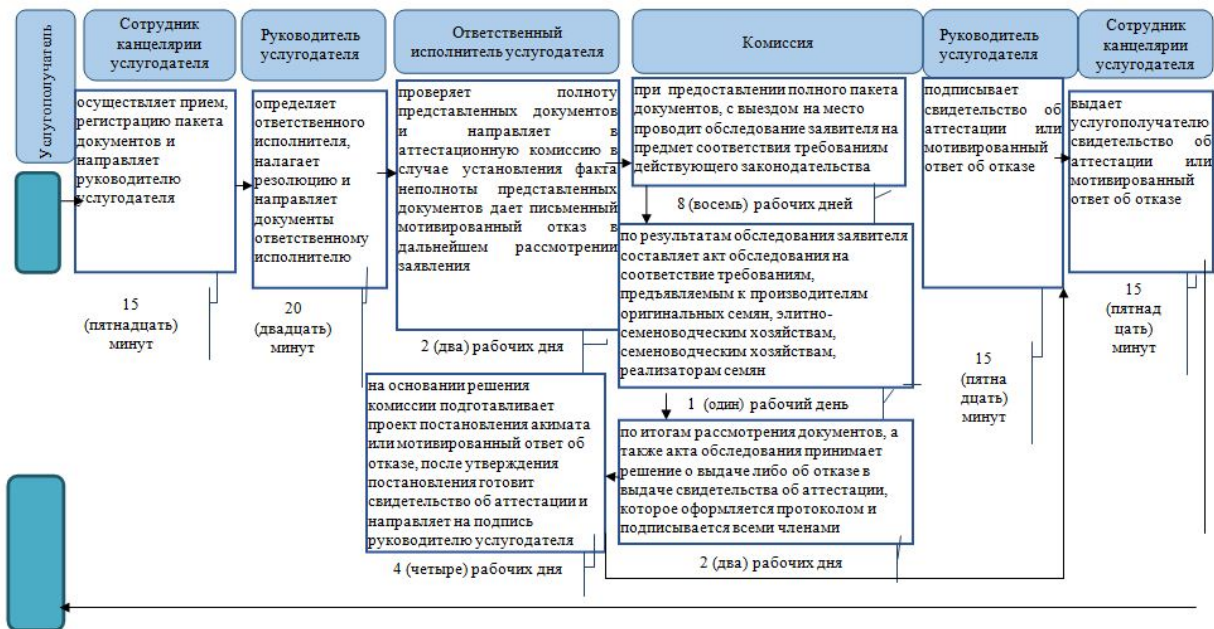 Услугополучатель
Сотрудник
канцелярии
услугодателя
Руководитель
услугодателя
Ответственный
исполнитель услугодателя
Комиссия
Руководитель
услугодателя
Сотрудник
канцелярии
услугодателя
осуществляет прием,
регистрацию пакета
документов и
направляет
руководителю
услугодателя
15
(пятнадцать)
минут
определяет
ответственного
исполнителя,
налагает
резолюцию и
направляет
документы
ответственному
исполнителю
20
(двадцать)
минут
проверяет полноту
представленных документов
и направляет в
аттестационную комиссию в
случае установления факта
неполноты представленных
документов дает письменный
мотивированный отказ в
дальнейшем рассмотрении
заявления
2 (два) рабочих дня
при предоставлении полного пакета
документов, с выездом на место
проводит обследование заявителя на
предмет соответствия требованиям
действующего законодательства
8 (восемь) рабочих дней
по результатам обследования заявителя
составляет акт обследования на
соответствие требованиям,
предъявляемым к производителям
оригинальных семян, элитно-
семеноводческим хозяйствам,
семеноводческим хозяйствам,
реализаторам семян
1 (один) рабочий день
по итогам рассмотрения документов, а
также акта обследования принимает
решение о выдаче либо об отказе в
выдаче свидетельства об аттестации,
которое оформляется протоколом и
подписывается всеми членами
2 (два) рабочих дня
на основании решения
комиссии подготавливает
проект постановления акимата
или мотивированный ответ об
отказе, после утверждения
постановления готовит
свидетельство об аттестации и
направляет на подпись
руководителю услугодателя
4 (четыре) рабочих дня
подписывает
свидетельство об
аттестации или
мотивированный
ответ об отказе
15
(пятна
дцать)
минут
выдает
услугополучателю
свидетельство об
аттестации или
мотивированный
ответ об отказе
15
(пятнад
цать)
минут